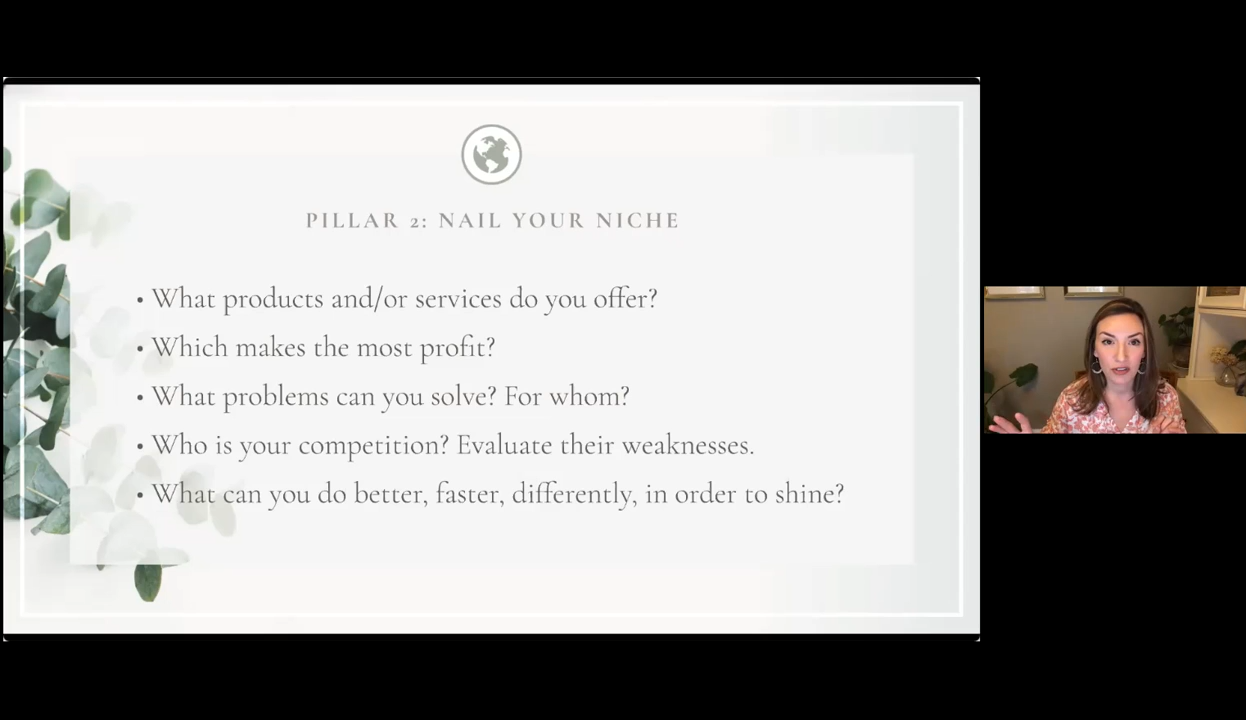 PILLAR 2: NAIL YOUR NICHE
• What products and/or services do you offer?
• Which makes the most profit?
• What problems can you solve? For whom?
• Who is your competition? Evaluate their weaknesses.
• What can you do better, faster, differently, in order to shine?